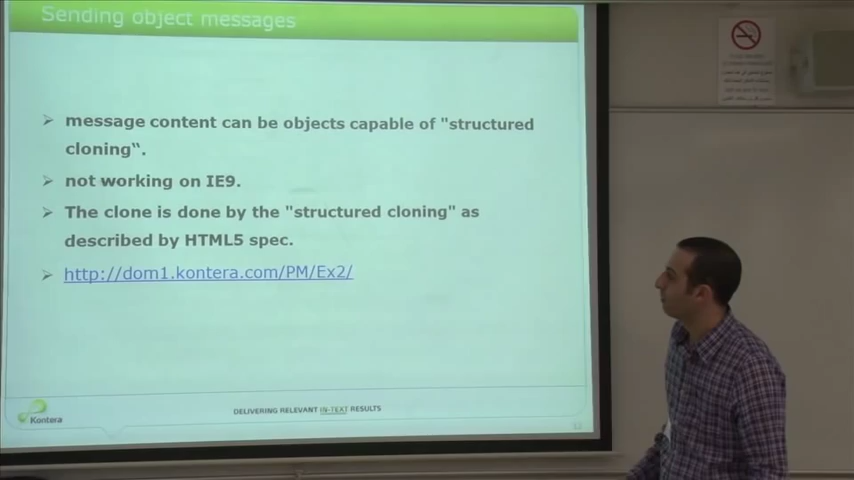 Sending object messages
message content can be objects capable of "structured
cloning“.
not working on IE9.
The clone is done by the "structured cloning" as
described by HTML5 spec.
http://dom1.kontera.com/PM/Ex2/
Kontera
DELIVERING RELEVANT IN-TEXT RESULTS